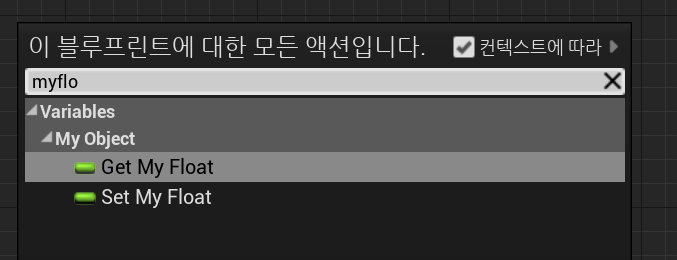 이 블루프린트에 대한 모든 액션입니다. 컨텍스트에 따라
myflo
Variables
My Object
Get My Float
Set My Float